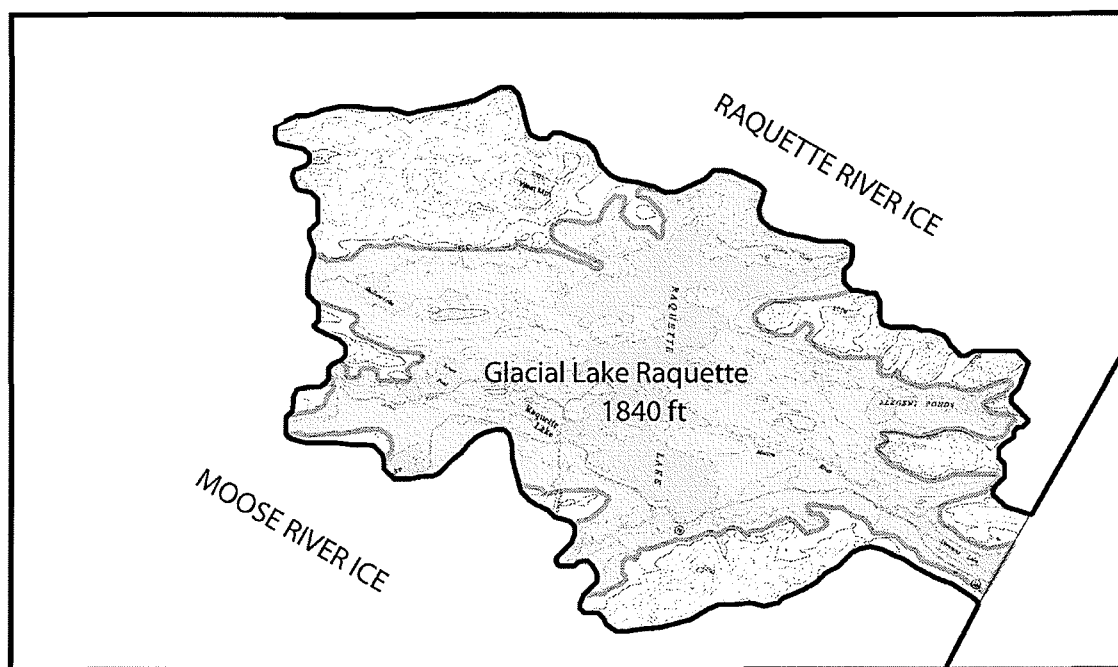 RAQUETTE RIVER ICE
RAQUETTE
Glacial Lake Raquette
1840 ft
Raquette
Lake
LAKE
MOOSE RIVER ICE